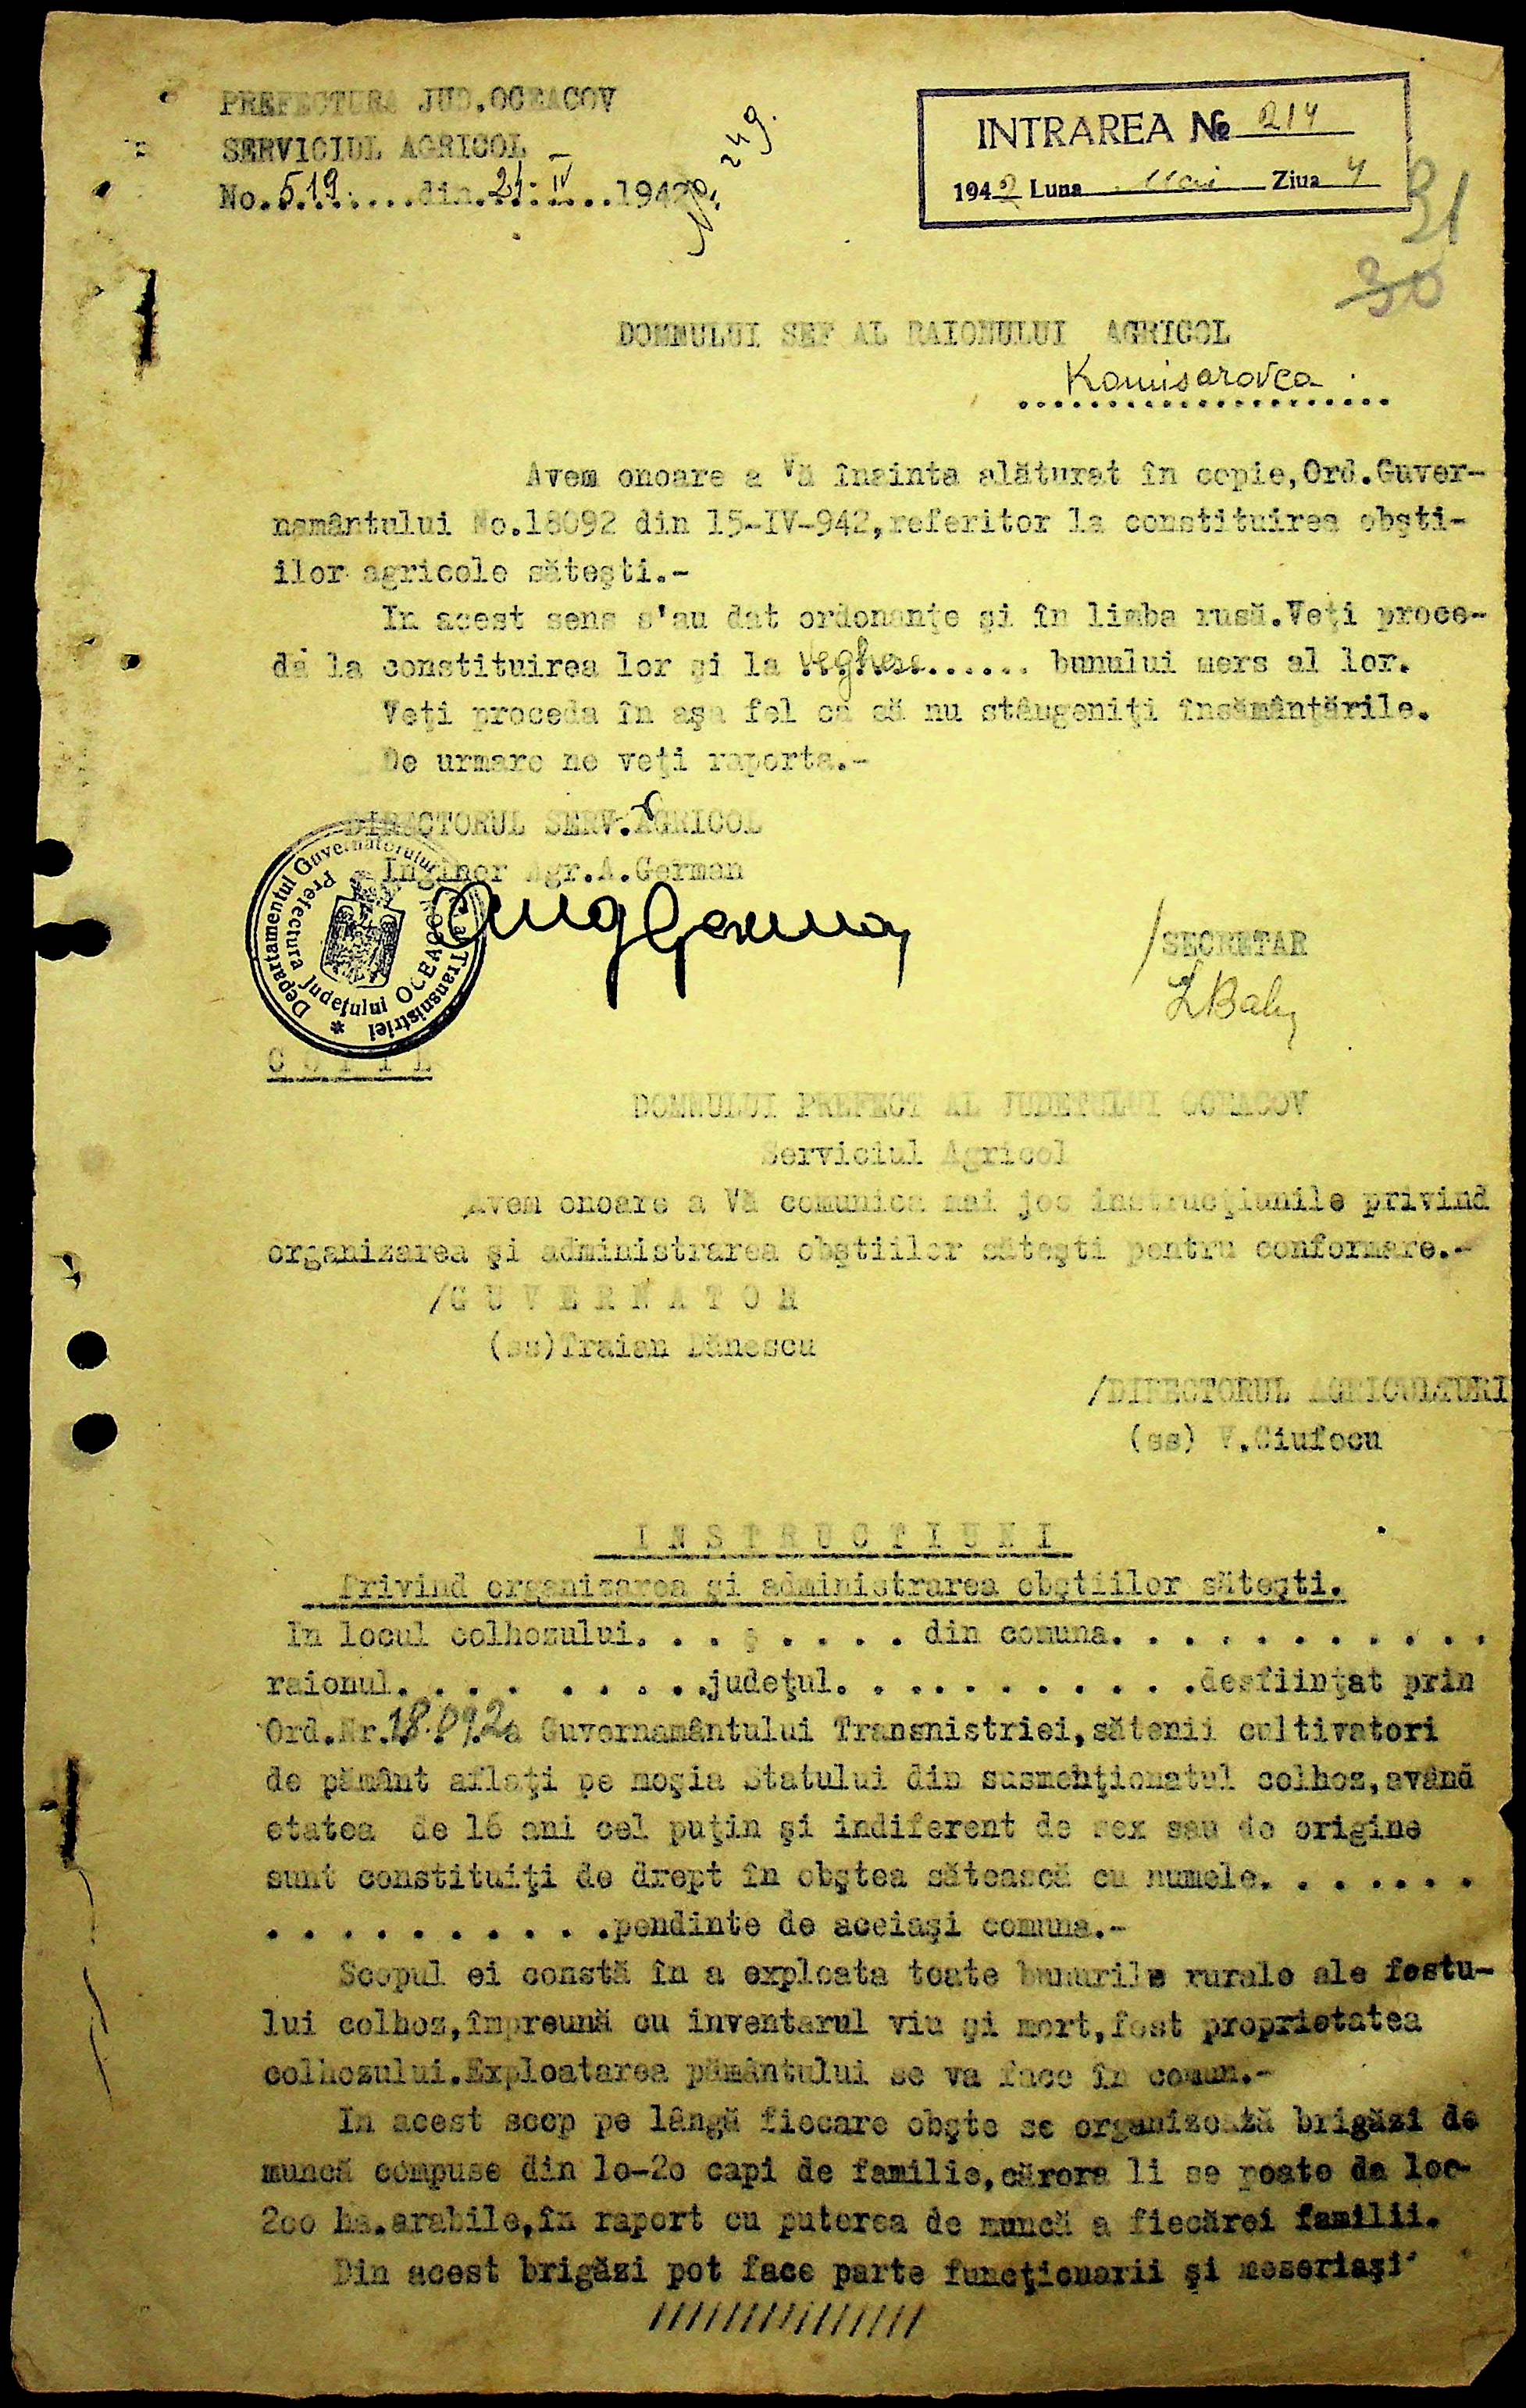 PREFECTURA JUD.OCEACOV
SERVICIUL AGRICOL
No.519.....din.21.IV...1942
249.
INTRAREA № 214
1942 Luna Mai Ziua 4
31
30
DOMNULUI SEF AL RAIONULUI AGRICOL
Komisarovca.
Avem onoare a Vă înainta alăturat în copie,Ord.Guver-
namântului No.18092 din 15-IV-942,referitor la constituirea obşti-
ilor agricole săteşti.-
In acest sens s'au dat ordonanţe şi în limba rusă.Veţi proce-
da la constituirea lor şi la veghere...... bunului mers al lor.
Veţi proceda în aşa fel ca să nu stâugeniţi însămânţările.
De urmare ne veţi raporta.-
DIRECTORUL SERV.AGRICOL
Inginer Agr.A.German
Departamentul Guvernatorului Transnistriei
Prefectura Judeţului OCEACOV
/SECRETAR
COPIE
DOMNULUI PREFECT AL JUDETULUI OCEACOV
Serviciul Agricol
Avem onoare a Vă comunica mai jos instrucţiunile privind
organizarea şi administrarea obştiilor săteşti pentru conformare.-
/G U V E R N A T O R
(ss)Traian Dănescu
/DIRECTORUL AGRICULTURI
(ss) V.Ciufecu
I N S T R U C T I U N I
Privind organizarea şi administrarea obştiilor săteşti.
In locul colhozului. . . . . . . . din comuna. . . . . . . . . . .
raionul. . . . . . . . .judeţul. . . . . . . . . . .desfiinţat prin
Ord.Nr.18.092 a Guvernamântului Transnistriei,sătenii cultivatori
de pământ aflaţi pe moşia Statului din susmenţionatul colhoz,având
etatea de 16 ani cel puţin şi indiferent de sex sau de origine
sunt constituiţi de drept în obştea sătească cu numele. . . . . . .
. . . . . . . . . .pendinte de aceiaşi comuna.-
Scopul ei constă în a exploata toate bunurile rurale ale fostu-
lui colhoz,împreună cu inventarul viu şi mort,fost proprietatea
colhozului.Exploatarea pământului se va face în comun.-
In acest scop pe lângă fiecare obşte se organizează brigăzi de
muncă compuse din 1o-2o capi de familie,cărora li se poate da 1oo-
2oo ha.arabile,în raport cu puterea de muncă a fiecărei familii.
Din acest brigăzi pot face parte funcţionarii şi meseriaşi
///////////////